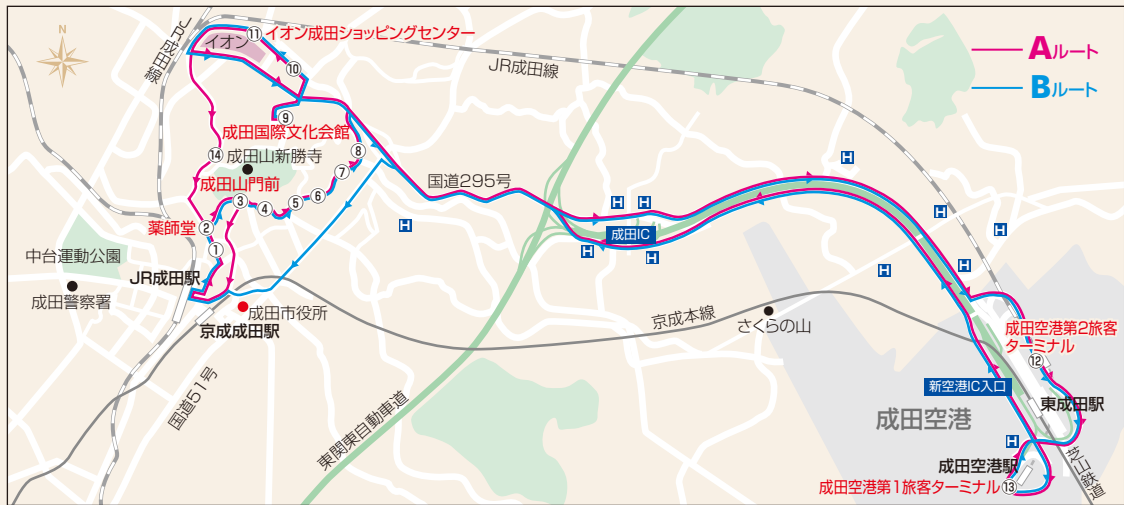 N
JR成田線
⑪
イオン成田ショッピングセンター
イオン
⑩
JR成田線
Aルート
Bルート
⑨
成田国際文化会館
⑭
成田山新勝寺
⑧
⑦
成田山門前
③
④
⑤
⑥
国道295号
H
H
H
H
H
H
H
H
H
H
H
成田IC
薬師堂
②
①
中台運動公園
JR成田駅
成田警察署
成田市役所
京成成田駅
京成本線
さくらの山
成田空港第2旅客
ターミナル
⑫
新空港IC入口
東成田駅
成田空港
国道51号
東関東自動車道
成田空港駅
成田空港第1旅客ターミナル
⑬
芝山鉄道